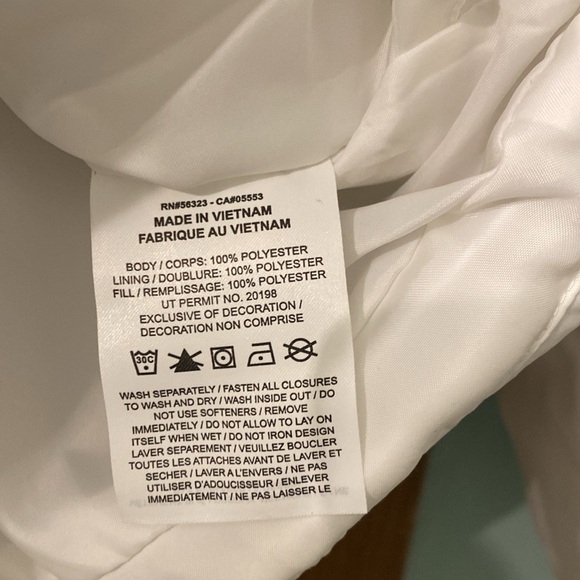 RN#56323 - CA#05553
MADE IN VIETNAM
FABRIQUE AU VIETNAM
BODY / CORPS: 100% POLYESTER
LINING / DOUBLURE: 100% POLYESTER
FILL / REMPLISSAGE: 100% POLYESTER
UT PERMIT NO. 20198
EXCLUSIVE OF DECORATION /
DECORATION NON COMPRISE
30C
WASH SEPARATELY / FASTEN ALL CLOSURES
TO WASH AND DRY / WASH INSIDE OUT / DO
NOT USE SOFTENERS / REMOVE
IMMEDIATELY / DO NOT ALLOW TO LAY ON
ITSELF WHEN WET / DO NOT IRON DESIGN
LAVER SEPAREMENT / VEUILLEZ BOUCLER
TOUTES LES ATTACHES AVANT DE LAVER ET
SECHER / LAVER A L'ENVERS / NE PAS
UTILISER D'ADOUCISSEUR / ENLEVER
IMMEDIATEMENT / NE PAS LAISSER LE